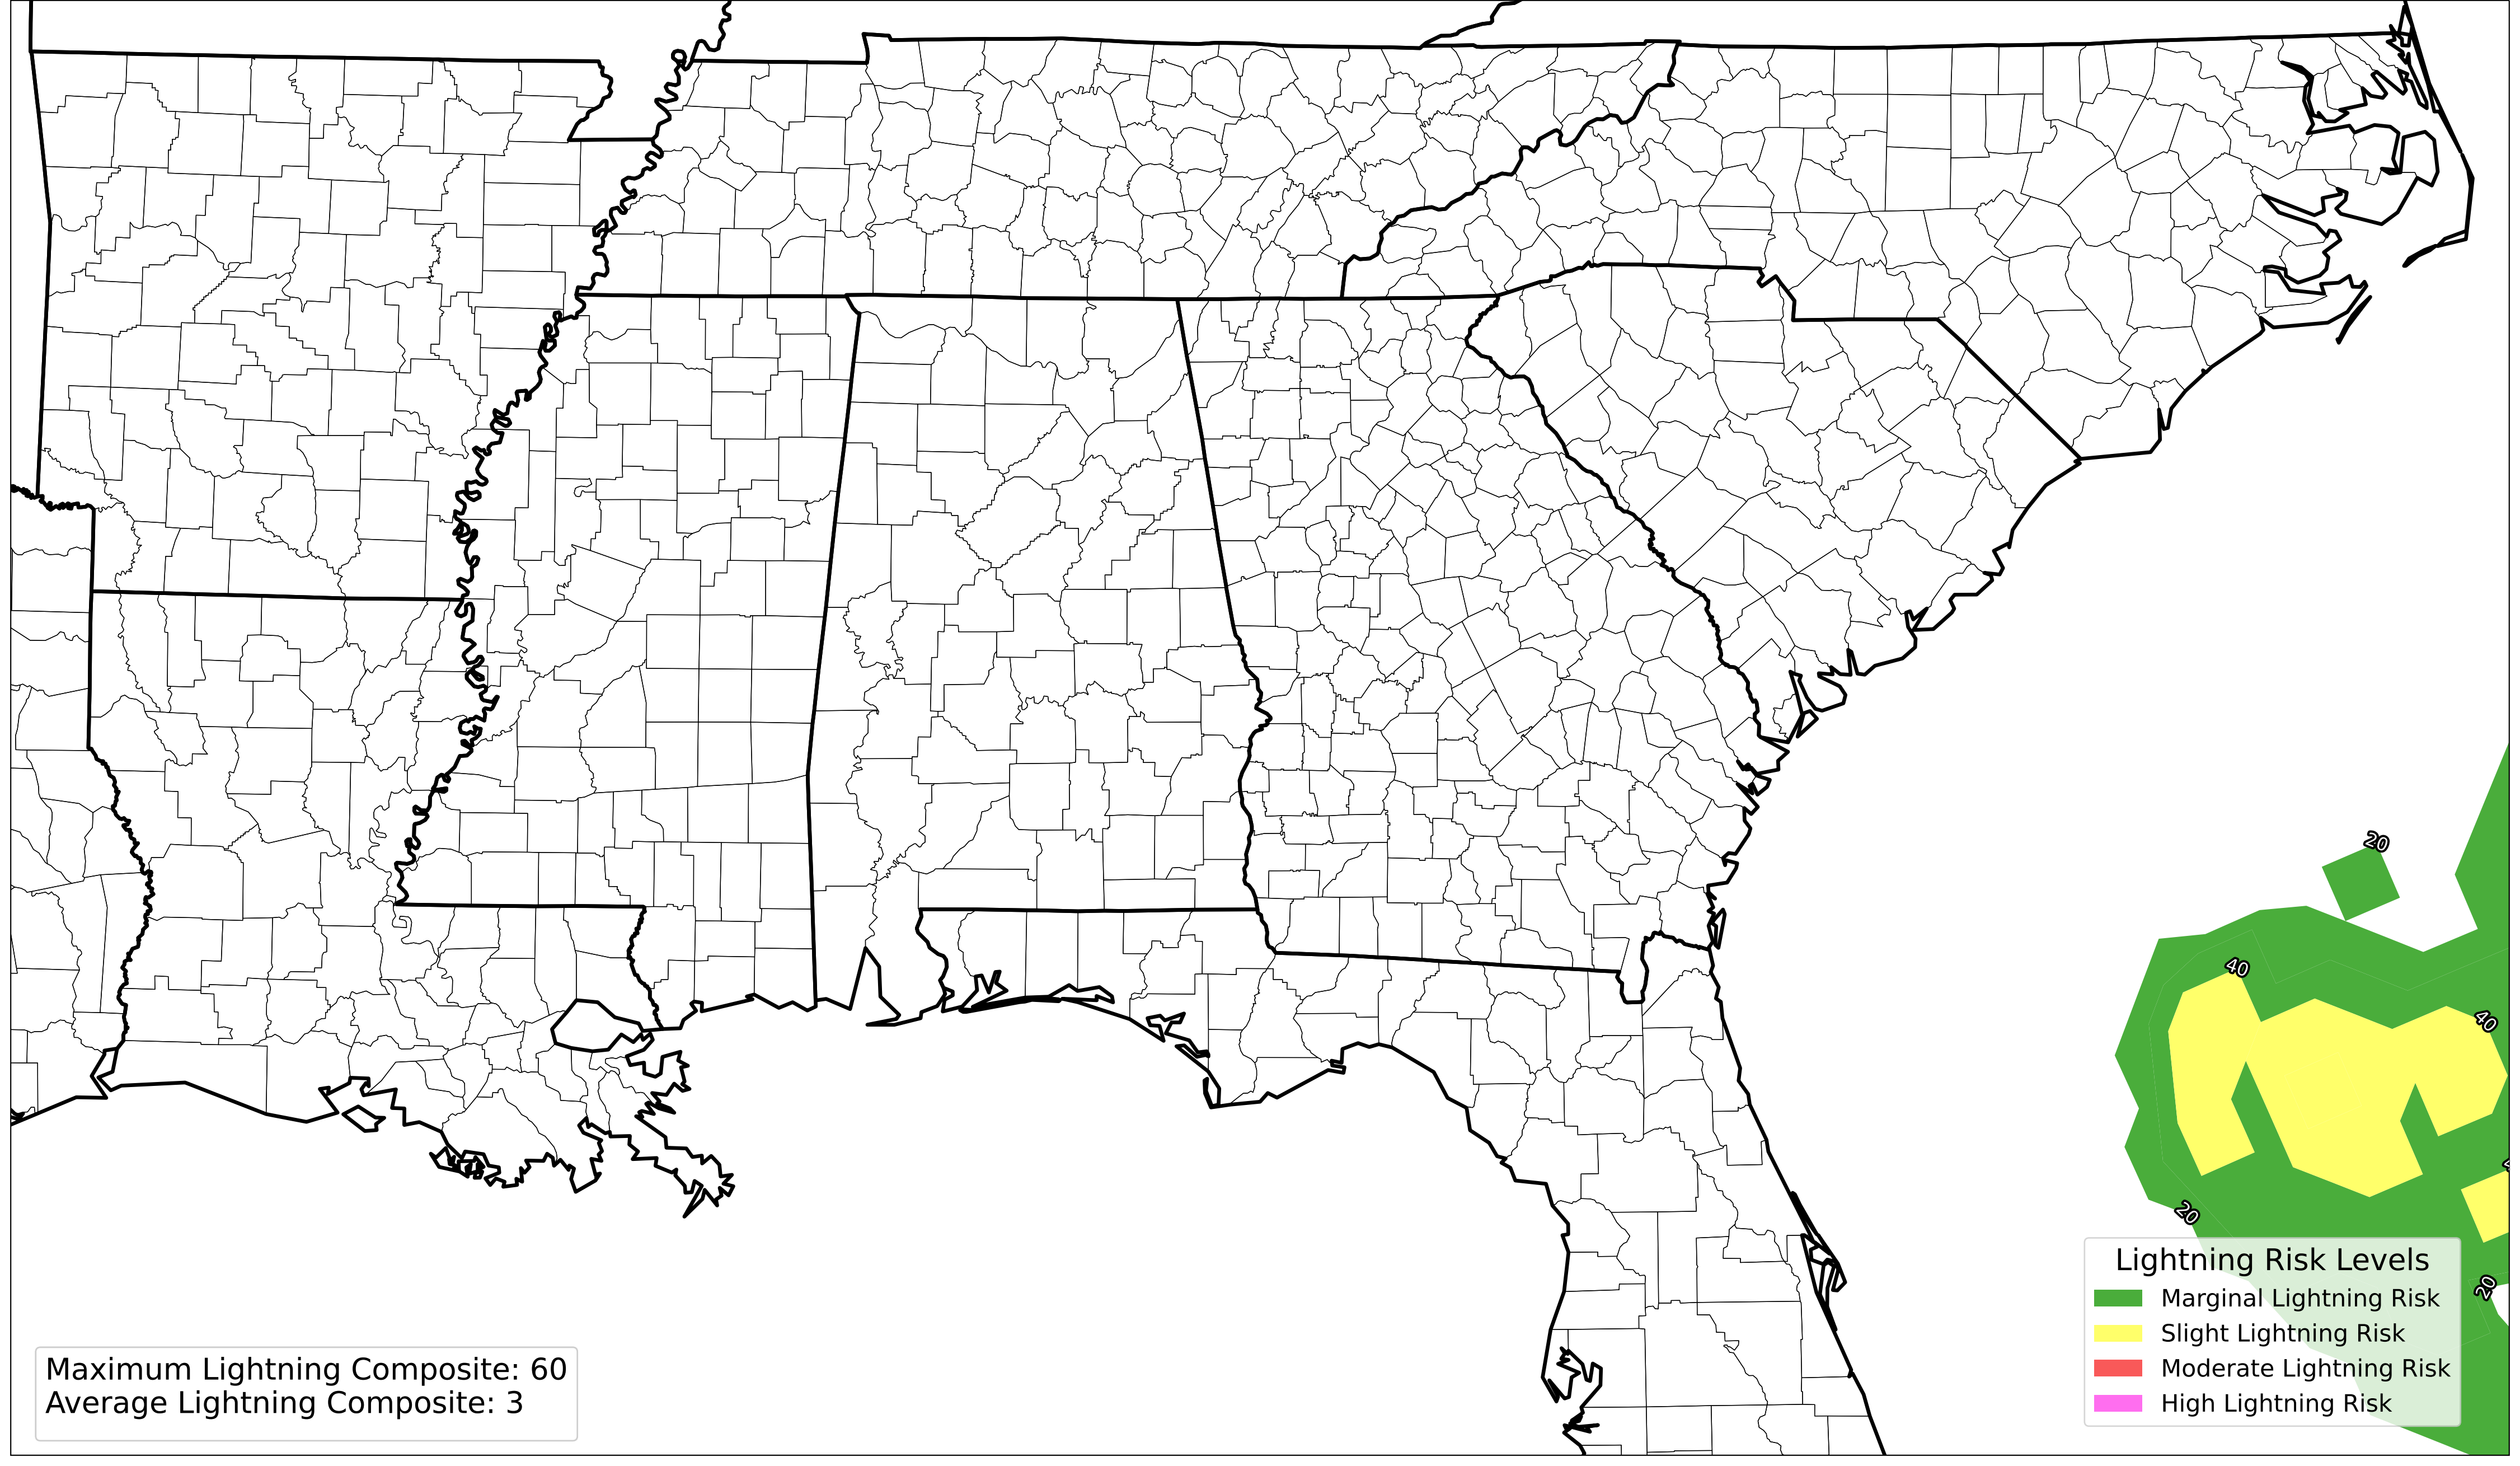 20
40
40
20
20
Lightning Risk Levels
Marginal Lightning Risk
Slight Lightning Risk
Moderate Lightning Risk
High Lightning Risk
Maximum Lightning Composite: 60
Average Lightning Composite: 3